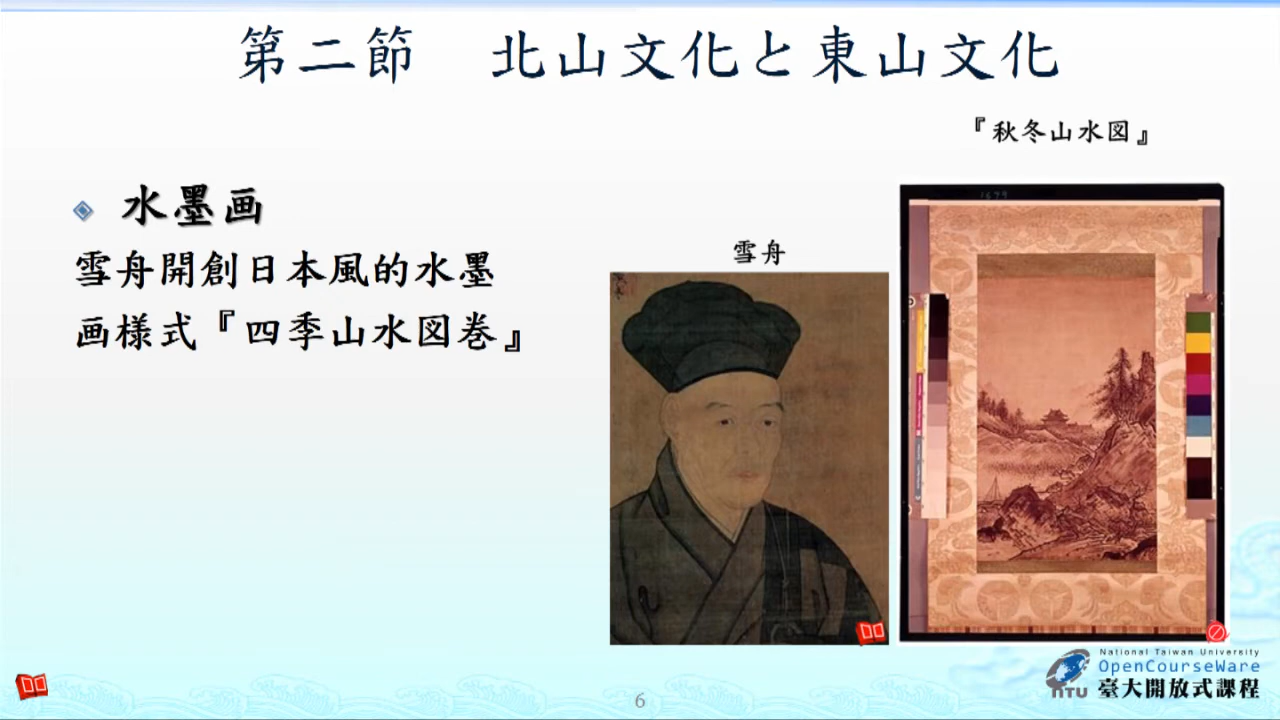 第二節　北山文化と東山文化
『秋冬山水図』
水墨画
雪舟開創日本風的水墨
画様式『四季山水図巻』
雪舟
1679
6
National Taiwan University
OpenCourseWare
NTU 臺大開放式課程